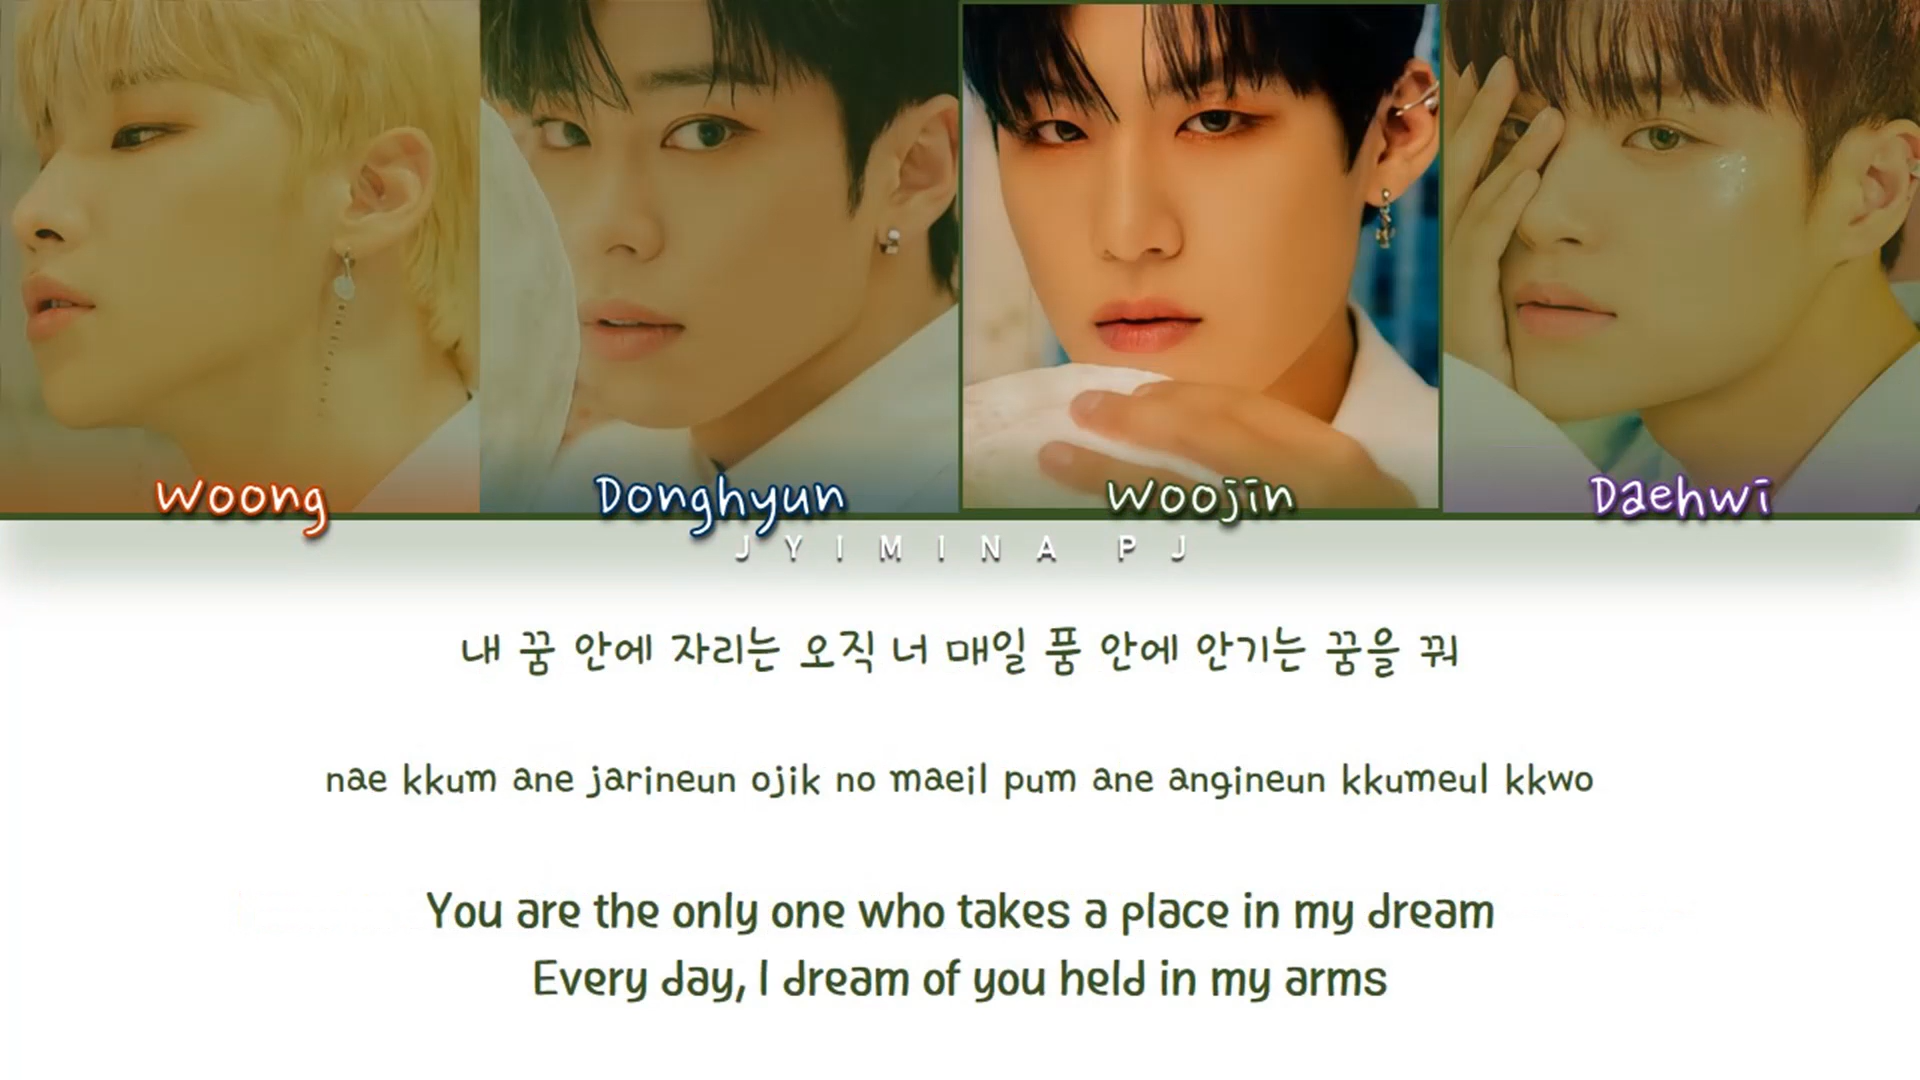 Woong
Donghyun
Woojin
Daehwi
JYIMINA PJ
내 꿈 안에 자리는 오직 너 매일 품 안에 안기는 꿈을 꿔
nae kkum ane jarineun ojik no maeil pum ane angineun kkumeul kkwo
You are the only one who takes a place in my dream
Every day, I dream of you held in my arms